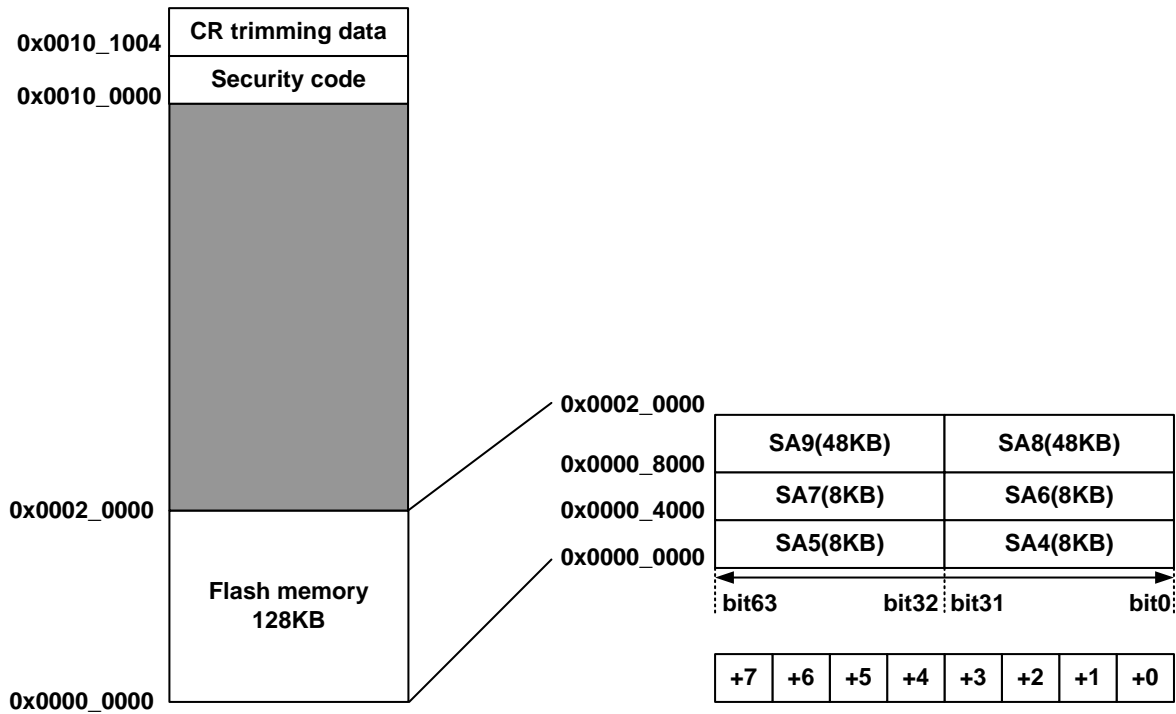 CR trimming data
0x0010_1004
Security code
0x0010_0000
0x0002_0000
Flash memory
128KB
0x0000_0000
0x0002_0000
SA9(48KB) SA8(48KB)
0x0000_8000
SA7(8KB) SA6(8KB)
0x0000_4000
SA5(8KB) SA4(8KB)
0x0000_0000
bit63 bit32 bit31 bit0
+7 +6 +5 +4 +3 +2 +1 +0